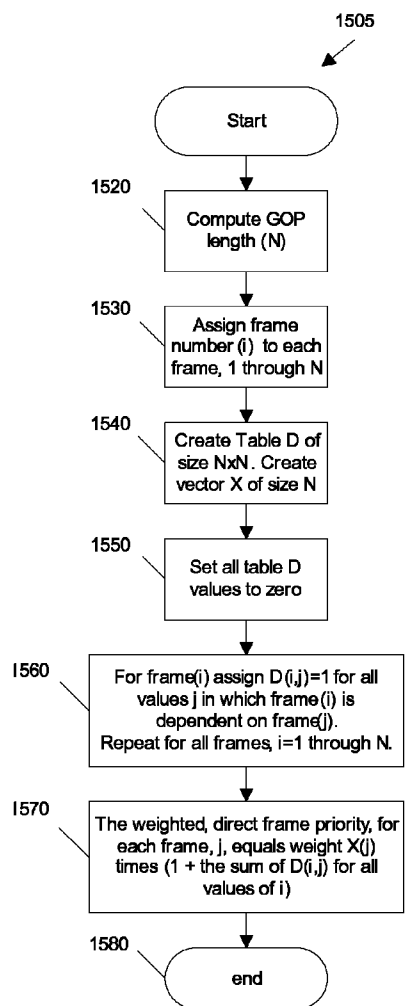 1505
Start
1520
Compute GOP
length (N)
1530
Assign frame
number (i) to each
frame, 1 through N
1540
Create Table D of
size NxN. Create
vector X of size N
1550
Set all table D
values to zero
1560
For frame(i) assign D(i,j)=1 for all
values j in which frame(i) is
dependent on frame(j).
Repeat for all frames, i=1 through N.
1570
The weighted, direct frame priority, for
each frame, j, equals weight X(j)
times (1 + the sum of D(i,j) for all
values of i)
1580
end